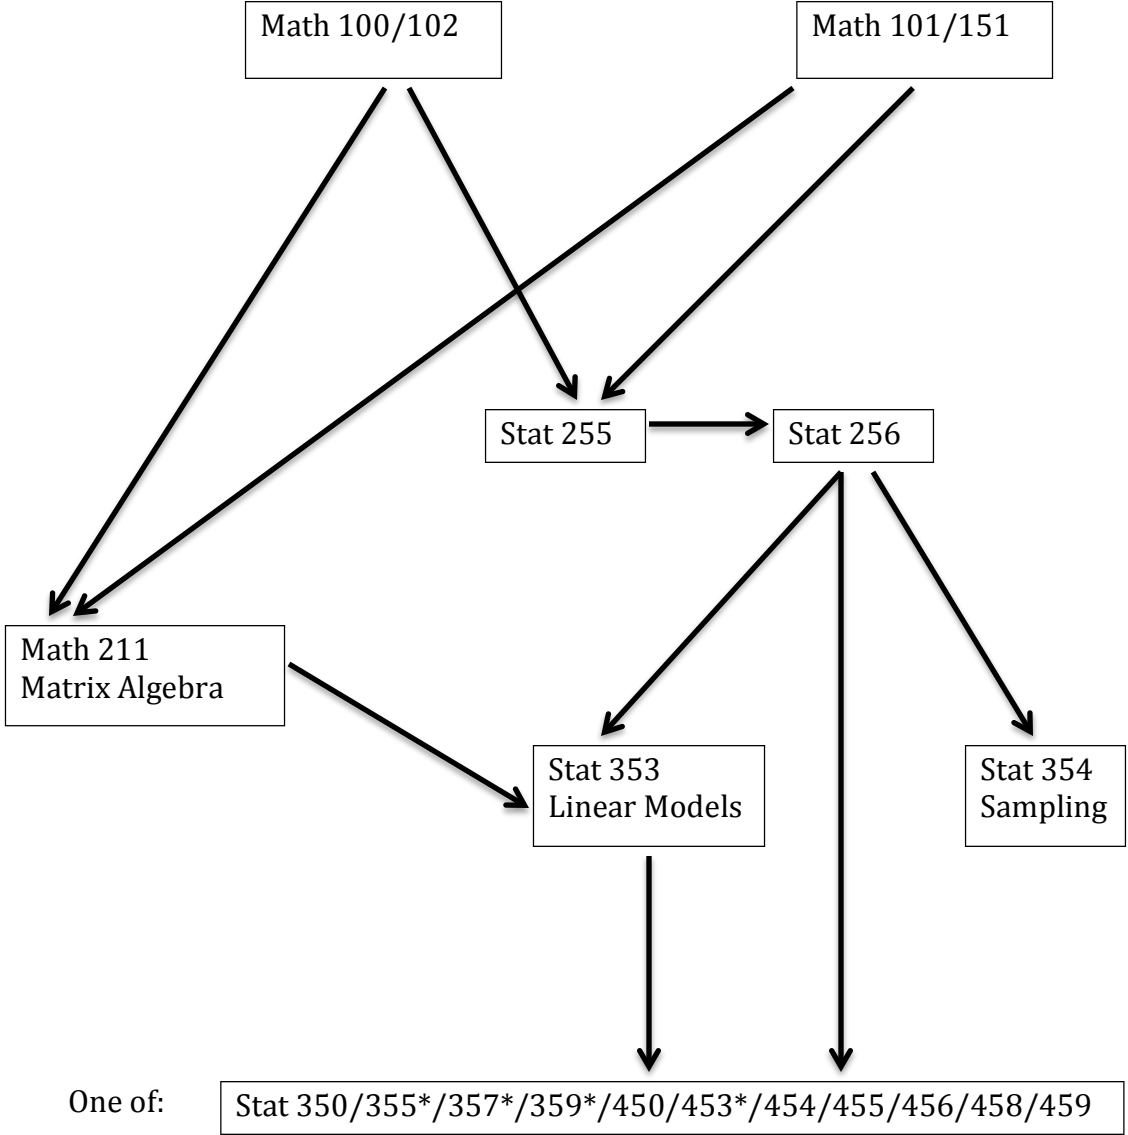 Math 100/102
Math 101/151
Stat 255
Stat 256
Math 211
Matrix Algebra
Stat 353
Linear Models
Stat 354
Sampling
One of:
Stat 350/355*/357*/359*/450/453*/454/455/456/458/459